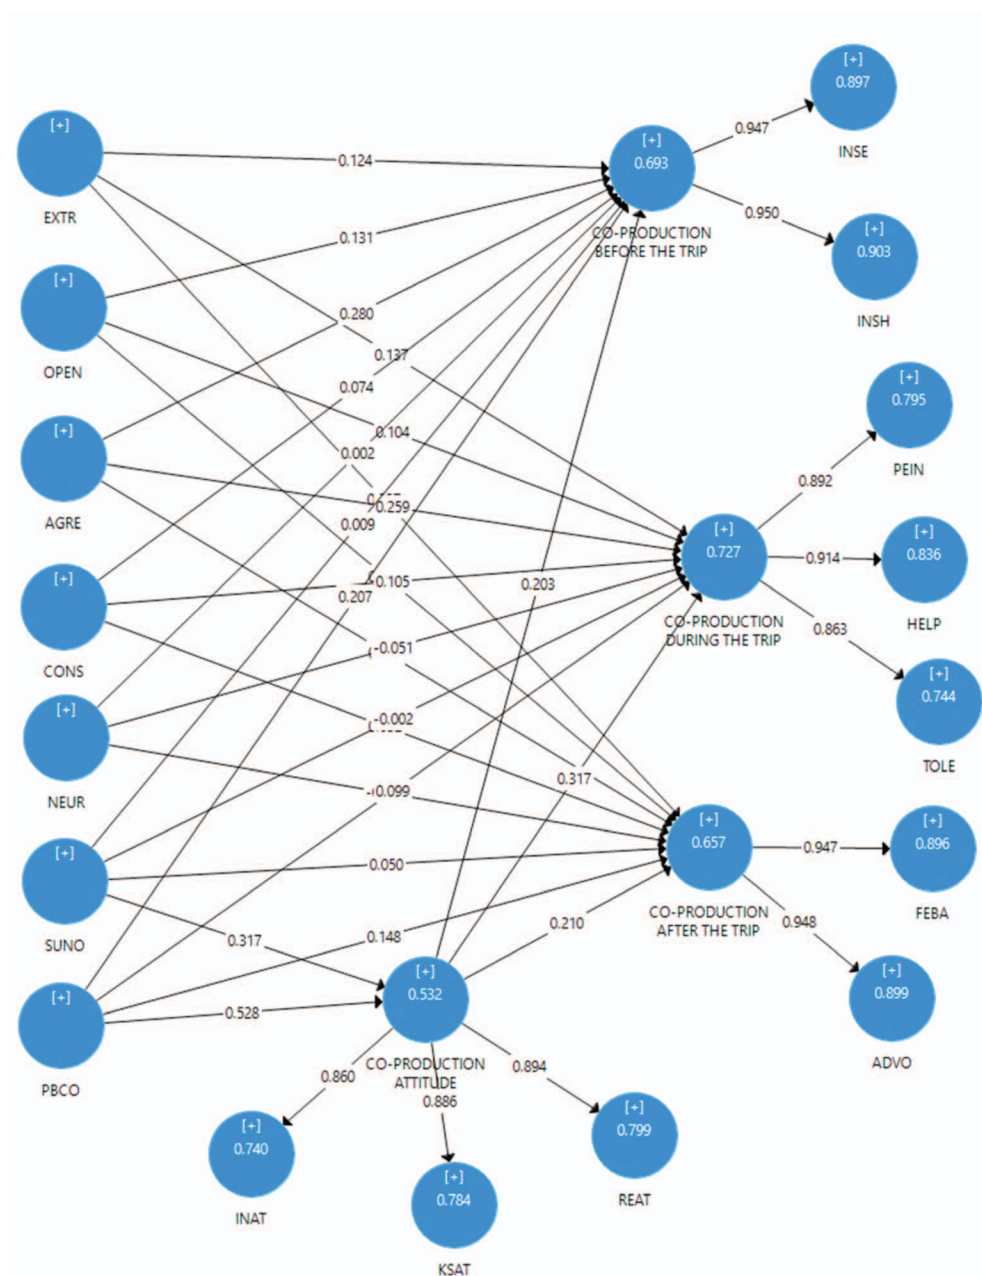 [+]
0.897
INSE
[+]
EXTR
0.124
[+]
0.693
CO-PRODUCTION
BEFORE THE TRIP
0.947
0.950
[+]
0.903
INSH
[+]
OPEN
0.131
0.280
0.137
0.074
0.104
[+]
0.795
PEIN
[+]
AGRE
0.002
0.259
0.009
0.892
[+]
0.727
CO-PRODUCTION
DURING THE TRIP
0.914
[+]
0.836
HELP
[+]
CONS
0.105
0.207
0.203
0.863
-0.051
[+]
0.744
TOLE
[+]
NEUR
-0.002
0.317
0.099
[+]
0.657
CO-PRODUCTION
AFTER THE TRIP
0.947
[+]
0.896
FEBA
[+]
SUNO
0.050
0.317
0.148
0.210
0.948
[+]
0.899
ADVO
[+]
PBCO
0.528
[+]
0.532
CO-PRODUCTION
ATTITUDE
0.860
0.886
0.894
[+]
0.740
INAT
[+]
0.784
KSAT
[+]
0.799
REAT